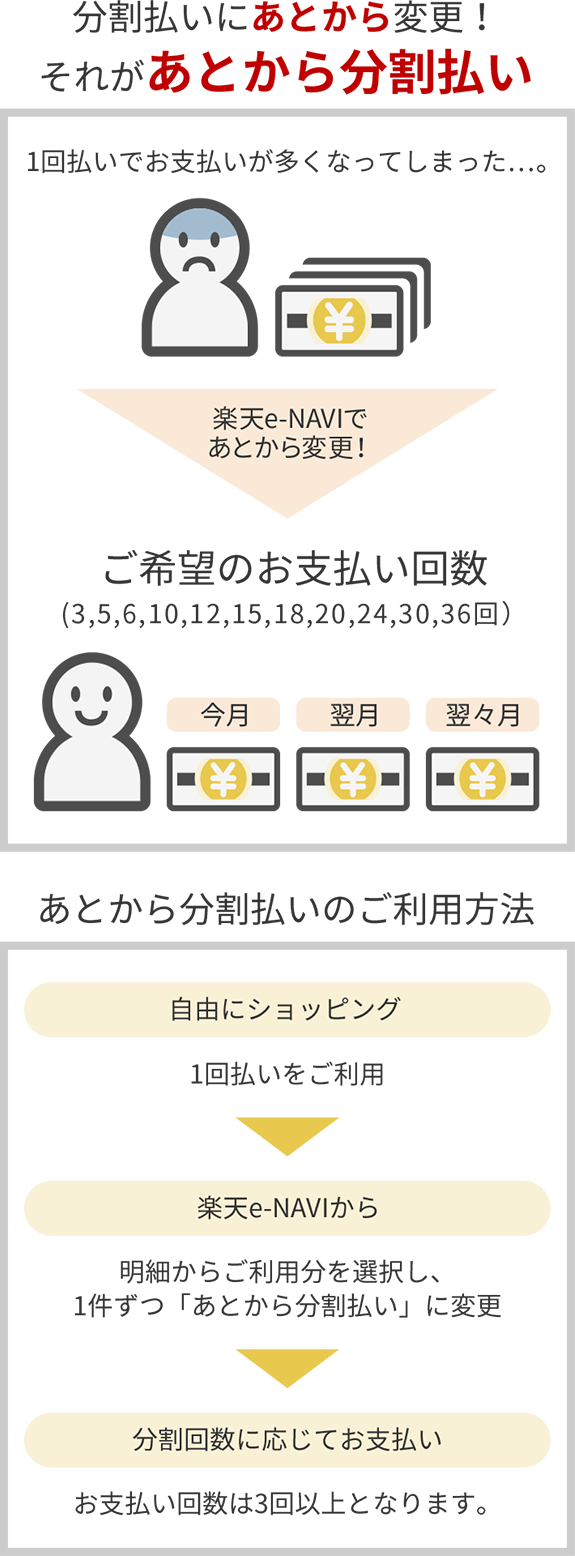 分割払いにあとから変更！
それがあとから分割払い
1回払いでお支払いが多くなってしまった…。
¥
楽天e-NAVIで
あとから変更！
ご希望のお支払い回数
(3,5,6,10,12,15,18,20,24,30,36回）
今月 翌月 翌々月
¥ ¥ ¥
あとから分割払いのご利用方法
自由にショッピング
1回払いをご利用
楽天e-NAVIから
明細からご利用分を選択し、
1件ずつ「あとから分割払い」に変更
分割回数に応じてお支払い
お支払い回数は3回以上となります。